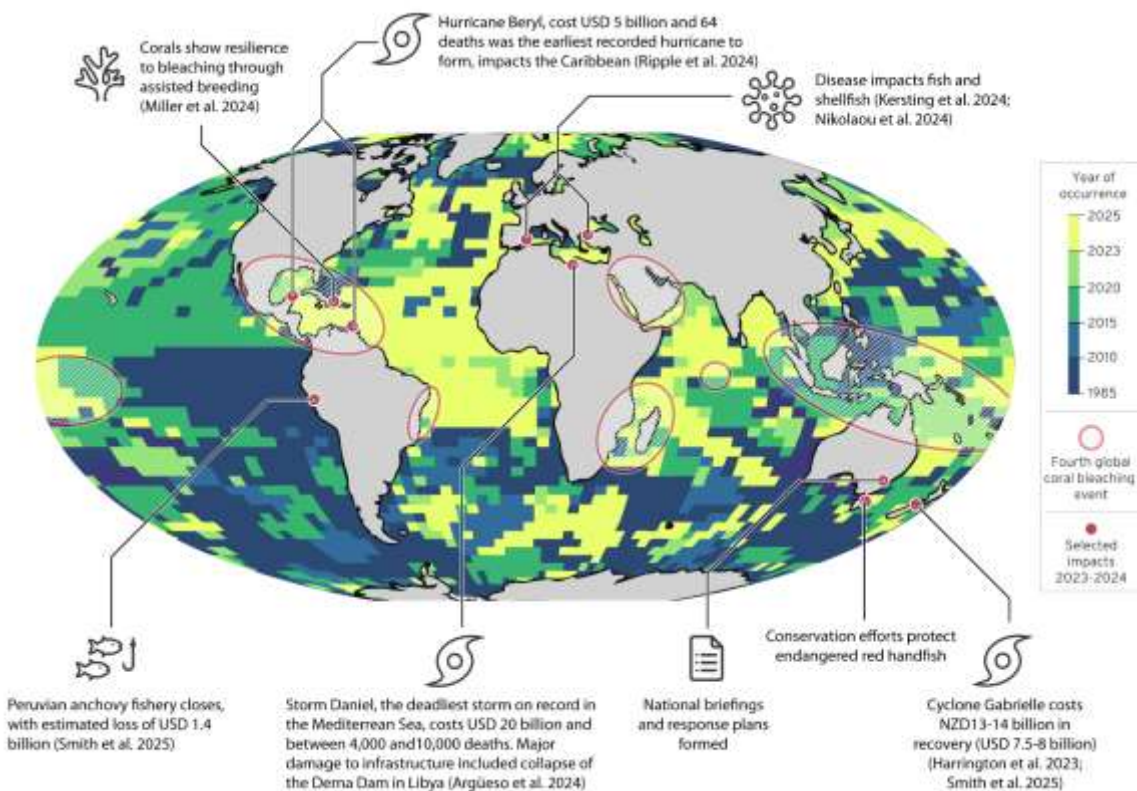 Hurricane Beryl, cost USD 5 billion and 64
deaths was the earliest recorded hurricane to
form, impacts the Caribbean (Ripple et al. 2024)
Corals show resilience
to bleaching through
assisted breeding
(Miller et al. 2024)
Disease impacts fish and
shellfish (Kersting et al. 2024;
Nikolaou et al. 2024)
Year of
occurrence
2025
2023
2020
2015
2010
1985
Fourth global
coral bleaching
event
Selected
impacts
2023-2024
Peruvian anchovy fishery closes,
with estimated loss of USD 1.4
billion (Smith et al. 2025)
Storm Daniel, the deadliest storm on record in
the Mediterrean Sea, costs USD 20 billion and
between 4,000 and10,000 deaths. Major
damage to infrastructure included collapse of
the Derna Dam in Libya (Argüeso et al. 2024)
National briefings
and response plans
formed
Conservation efforts protect
endangered red handfish
Cyclone Gabrielle costs
NZD13-14 billion in
recovery (USD 7.5-8 billion)
(Harrington et al. 2023;
Smith et al. 2025)